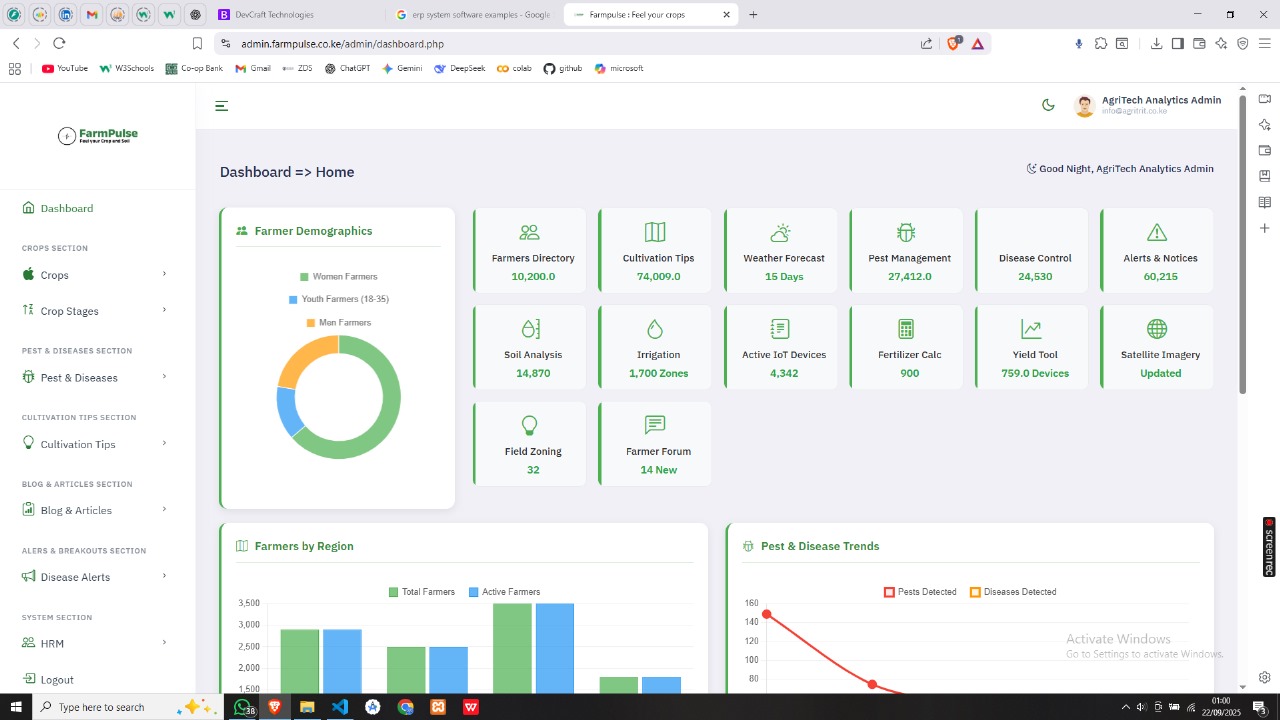 DevCraft Technologies
erp system software examples - Google
Farmpulse : Feel your crops
admin.farmpulse.co.ke/admin/dashboard.php
YouTube
W3Schools
Co-op Bank
Gmail
ZDS
ChatGPT
Gemini
DeepSeek
colab
github
microsoft
FarmPulse
Feel your Crop and Soil
AgriTech Analytics Admin
Dashboard => Home
Good Night, AgriTech Analytics Admin
Dashboard
CROPS SECTION
Crops
Crop Stages
PEST & DISEASES SECTION
Pest & Diseases
CULTIVATION TIPS SECTION
Cultivation Tips
BLOG & ARTICLES SECTION
Blog & Articles
ALERS & BREAKOUTS SECTION
Disease Alerts
SYSTEM SECTION
HRM
Logout
Farmer Demographics
Women Farmers
Youth Farmers (18-35)
Men Farmers
Farmers Directory
10,200.0
Cultivation Tips
74,009.0
Weather Forecast
15 Days
Pest Management
27,412.0
Disease Control
24,530
Alerts & Notices
60,215
Soil Analysis
14,870
Irrigation
1,700 Zones
Active IoT Devices
4,342
Fertilizer Calc
900
Yield Tool
759.0 Devices
Satellite Imagery
Updated
Field Zoning
32
Farmer Forum
14 New
Farmers by Region
Total Farmers
Active Farmers
3,500
3,000
2,500
2,000
1,500
Pest & Disease Trends
Pests Detected
Diseases Detected
160
140
120
100
80
Activate Windows
Go to Settings to activate Windows.
screenrec
Type here to search
38
01:00
22/09/2025
3